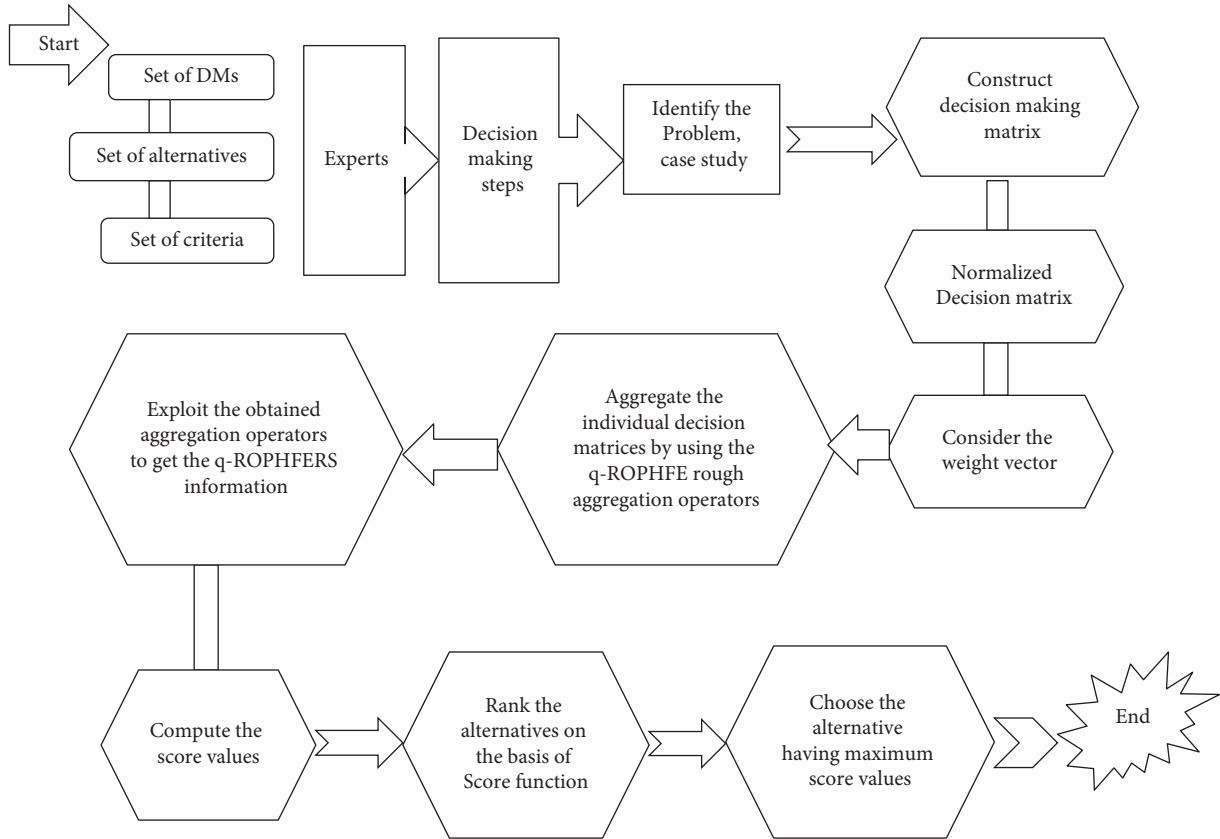 Start
Set of DMs
Set of alternatives
Set of criteria
Experts
Decision
making
steps
Identify the
Problem,
case study
Construct
decision making
matrix
Normalized
Decision matrix
Consider the
weight vector
Aggregate the
individual decision
matrices by using the
q-ROPHFE rough
aggregation operators
Exploit the obtained
aggregation operators
to get the q-ROPHFERS
information
Compute the
score values
Rank the
alternatives on
the basis of
Score function
Choose the
alternative
having maximum
score values
End